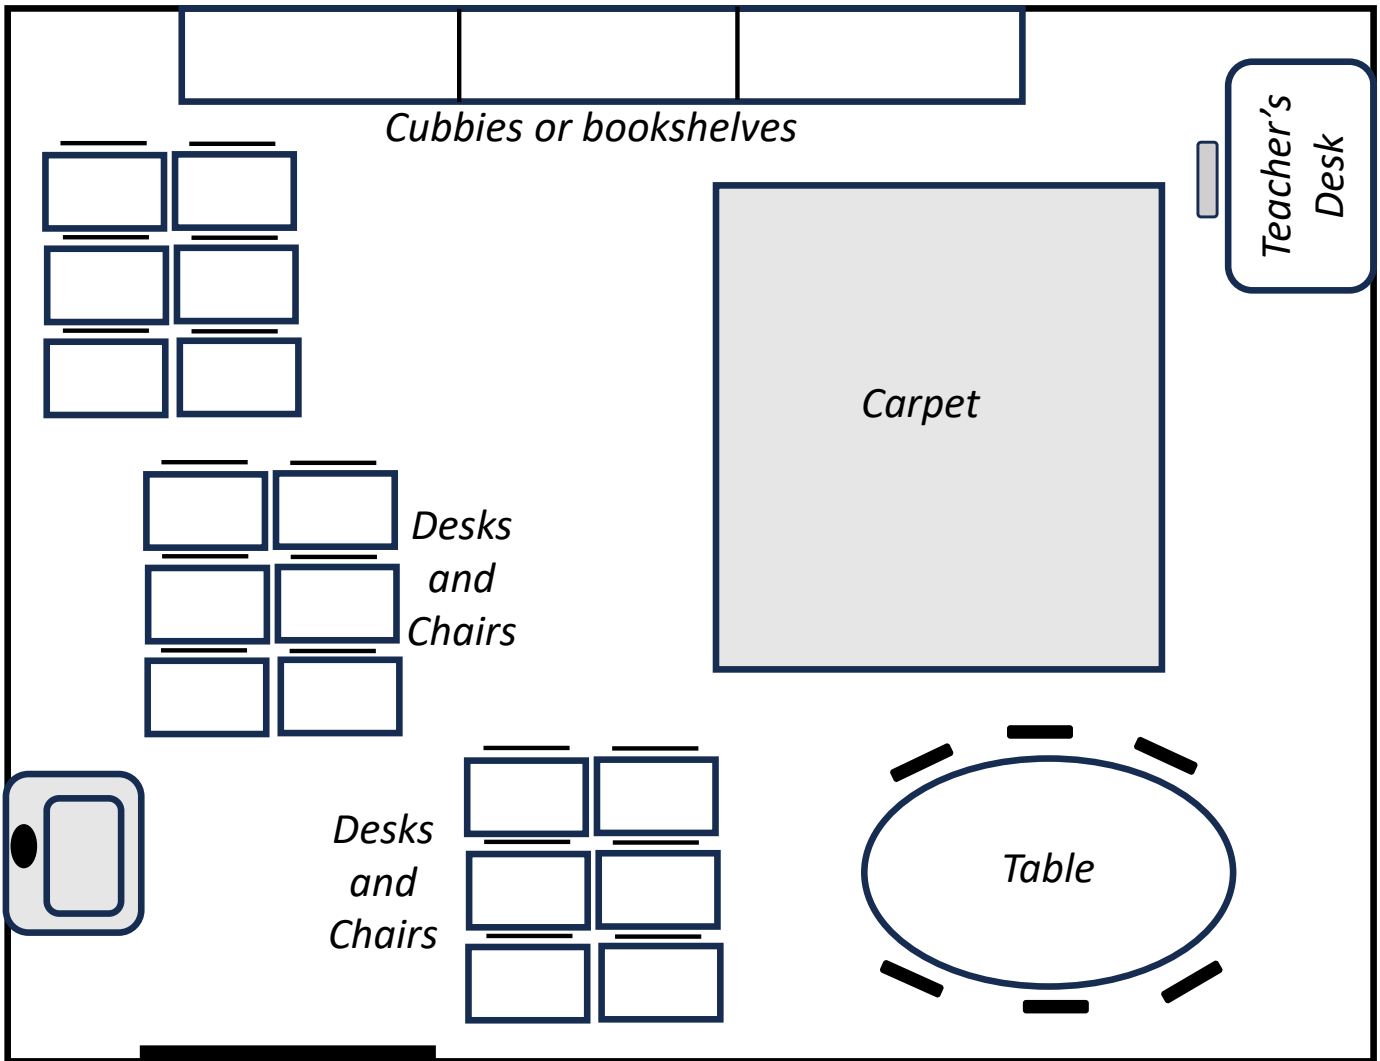 Cubbies or bookshelves
Teacher’s
Desk
Carpet
Desks
and
Chairs
Desks
and
Chairs
Table